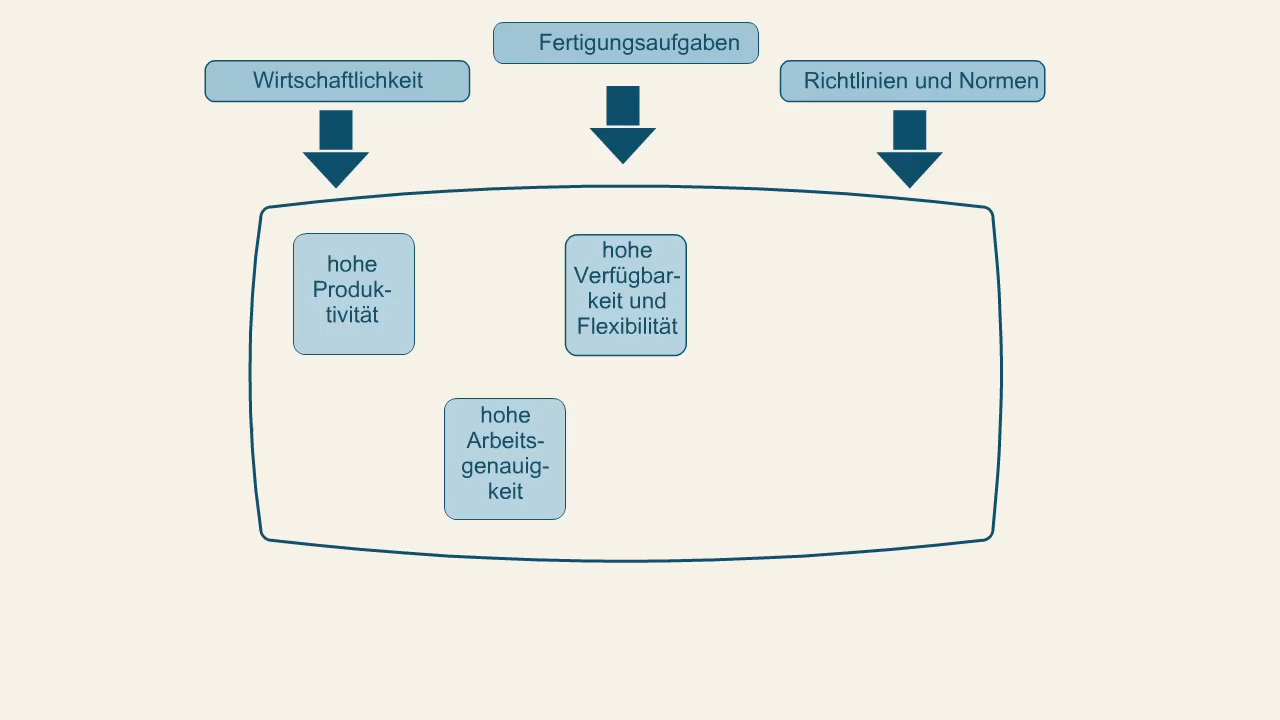 Fertigungsaufgaben
Wirtschaftlichkeit
Richtlinien und Normen
hohe
Produk-
tivität
hohe
Verfügbar-
keit und
Flexibilität
hohe
Arbeits-
genauig-
keit